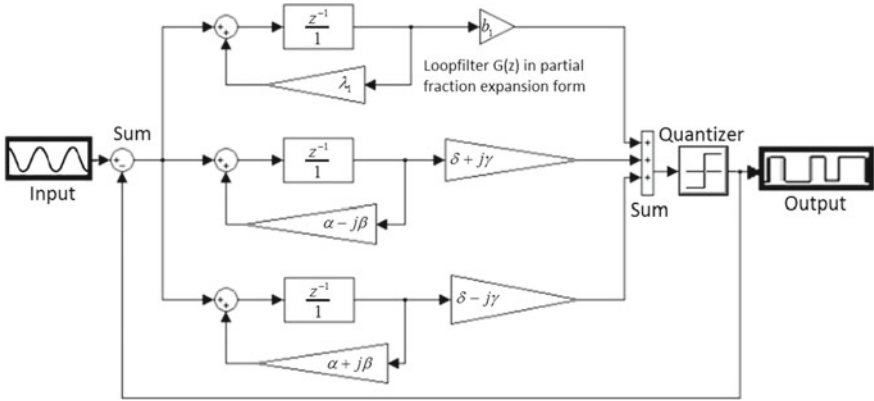 z⁻¹
1
b₁
λ₁
Loopfilter G(z) in partial
fraction expansion form
Sum
Input
z⁻¹
1
δ + jγ
α − jβ
Quantizer
Sum
Output
z⁻¹
1
δ − jγ
α + jβ